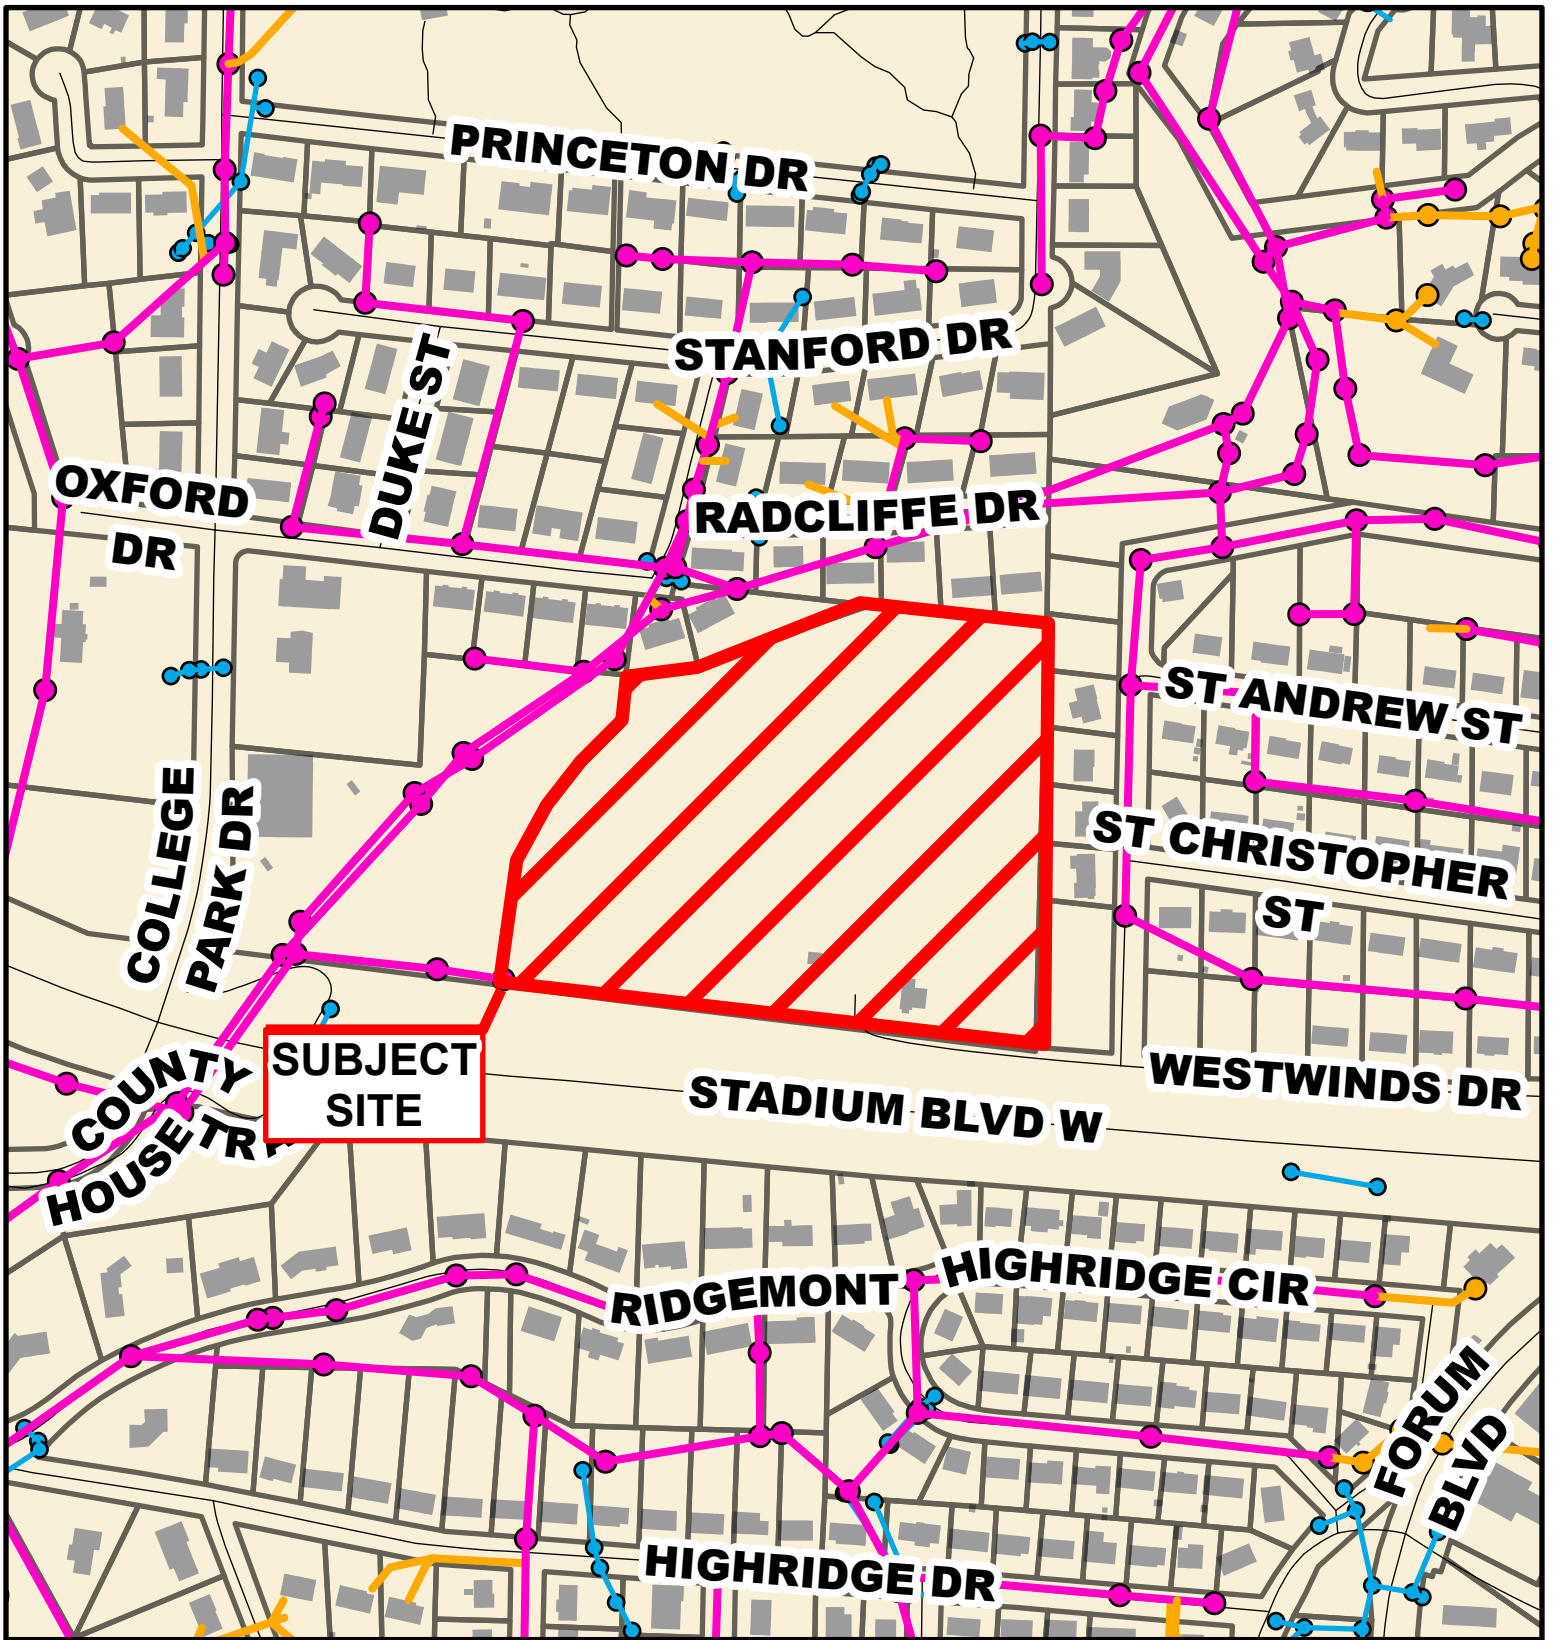 PRINCETON DR
STANFORD DR
DUKE ST
OXFORD
DR
RADCLIFFE DR
ST ANDREW ST
COLLEGE
PARK DR
ST CHRISTOPHER
ST
SUBJECT
SITE
COUNTY
HOUSE TRA
STADIUM BLVD W
WESTWINDS DR
RIDGEMONT
HIGHRIDGE CIR
FORUM
BLVD
HIGHRIDGE DR